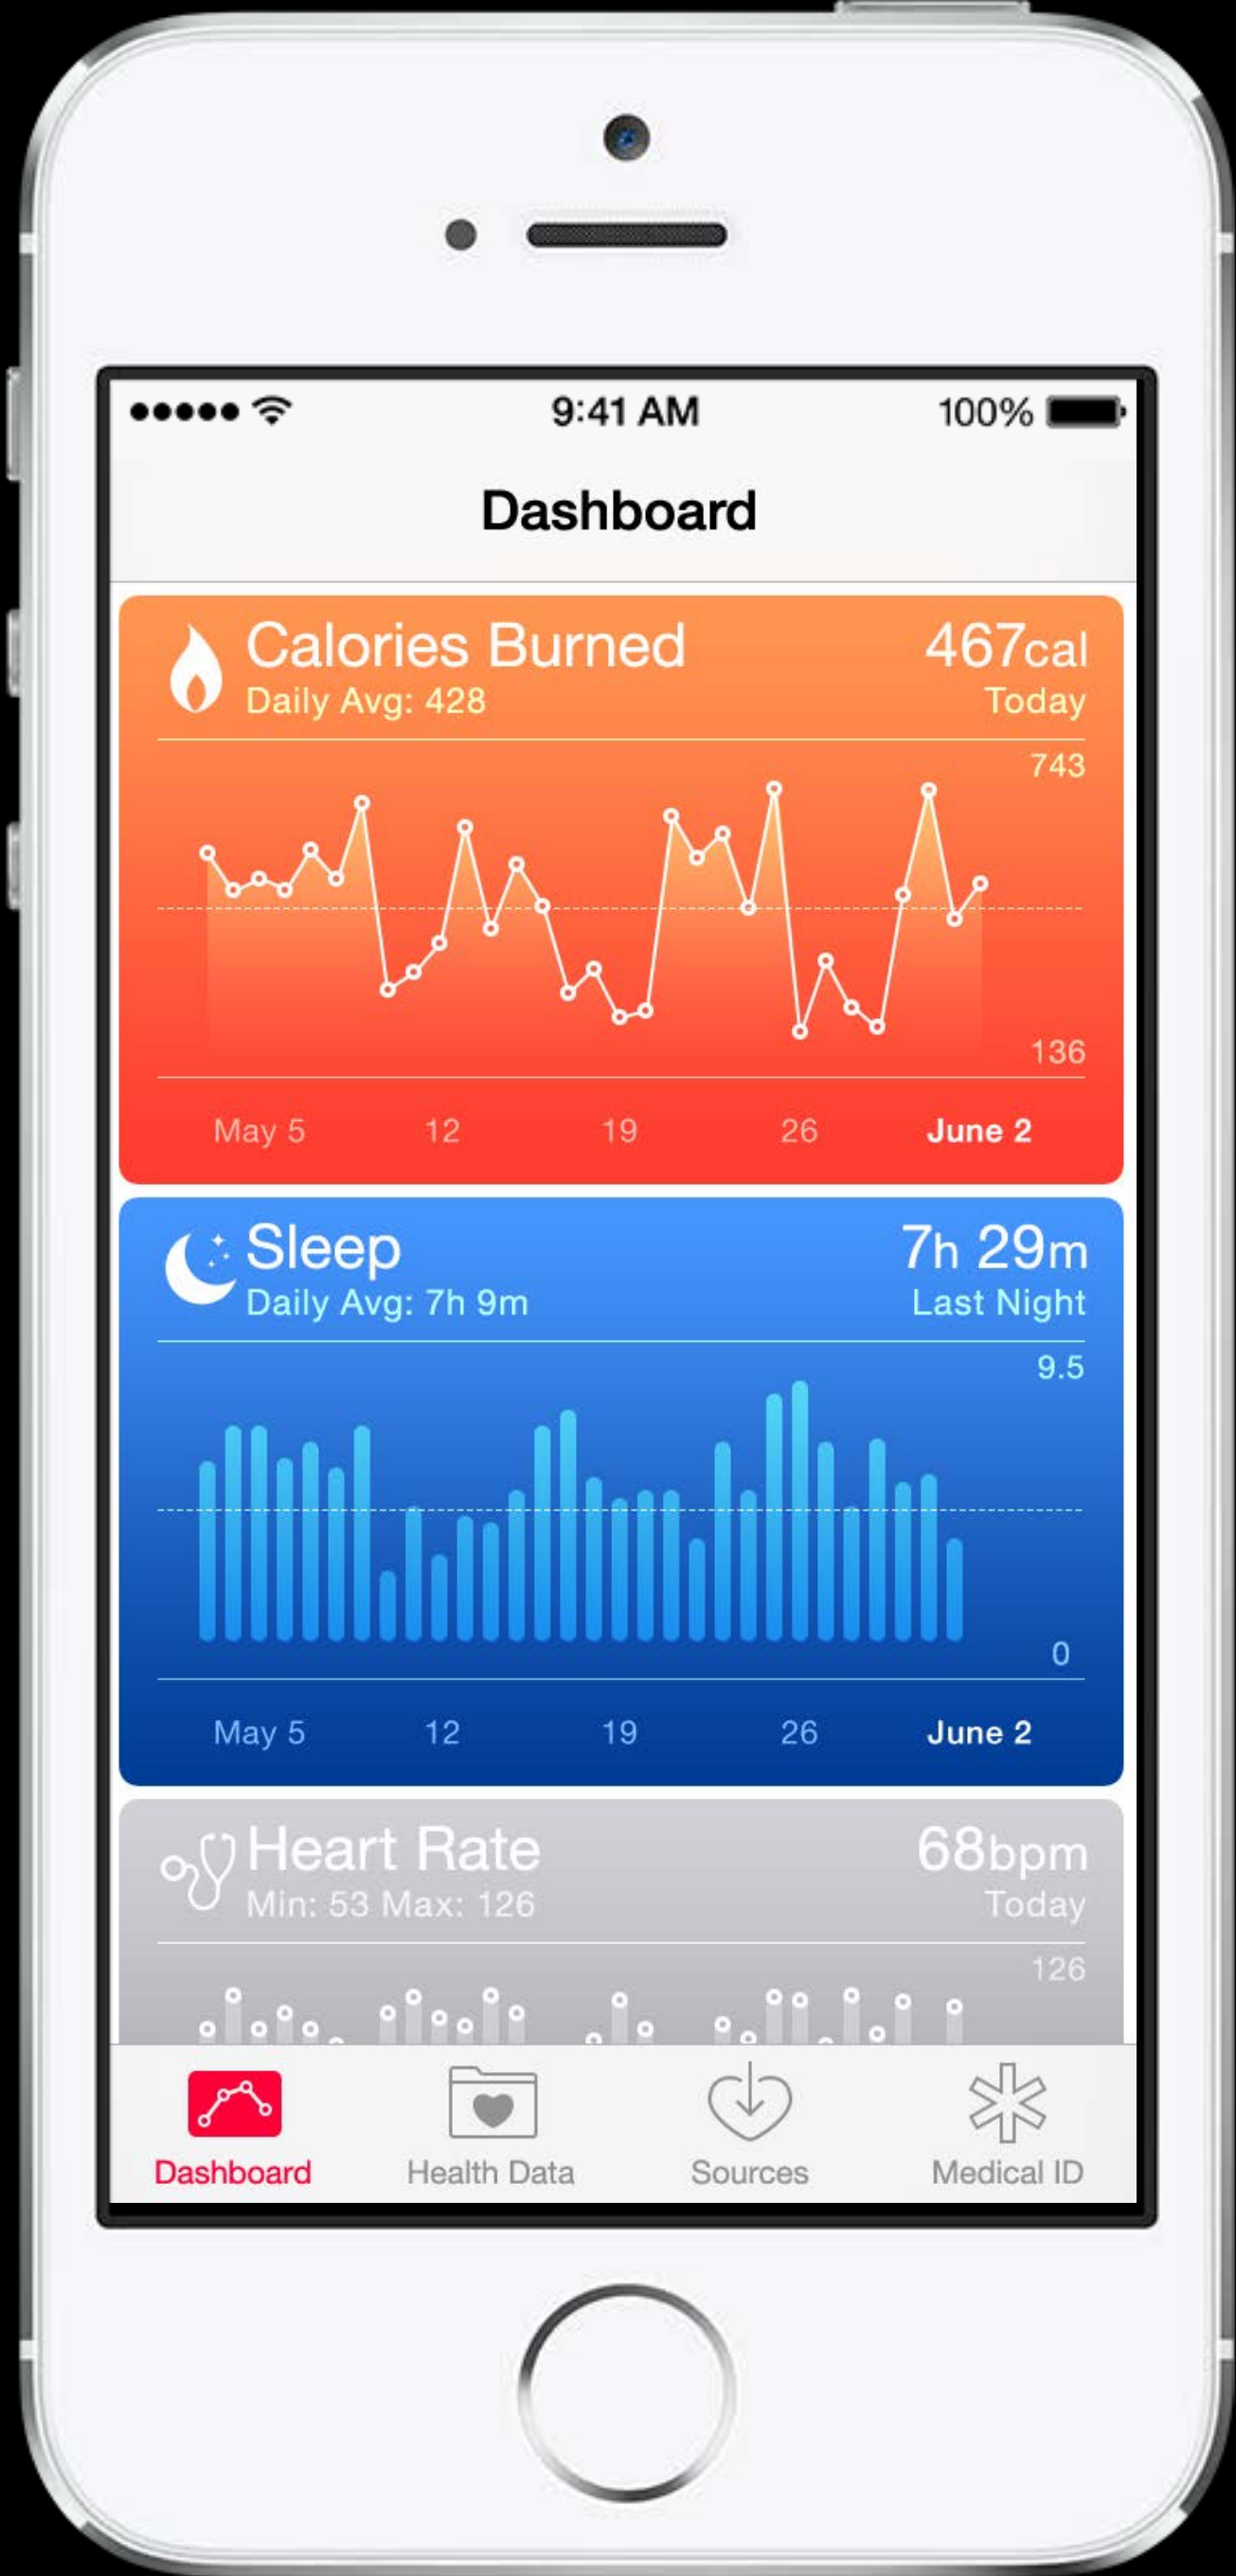 9:41 AM 100%
Dashboard
Calories Burned 467cal
Daily Avg: 428 Today
743
136
May 5 12 19 26 June 2
Sleep 7h 29m
Daily Avg: 7h 9m Last Night
9.5
0
May 5 12 19 26 June 2
Heart Rate 68bpm
Min: 53 Max: 126 Today
126
Dashboard Health Data Sources Medical ID